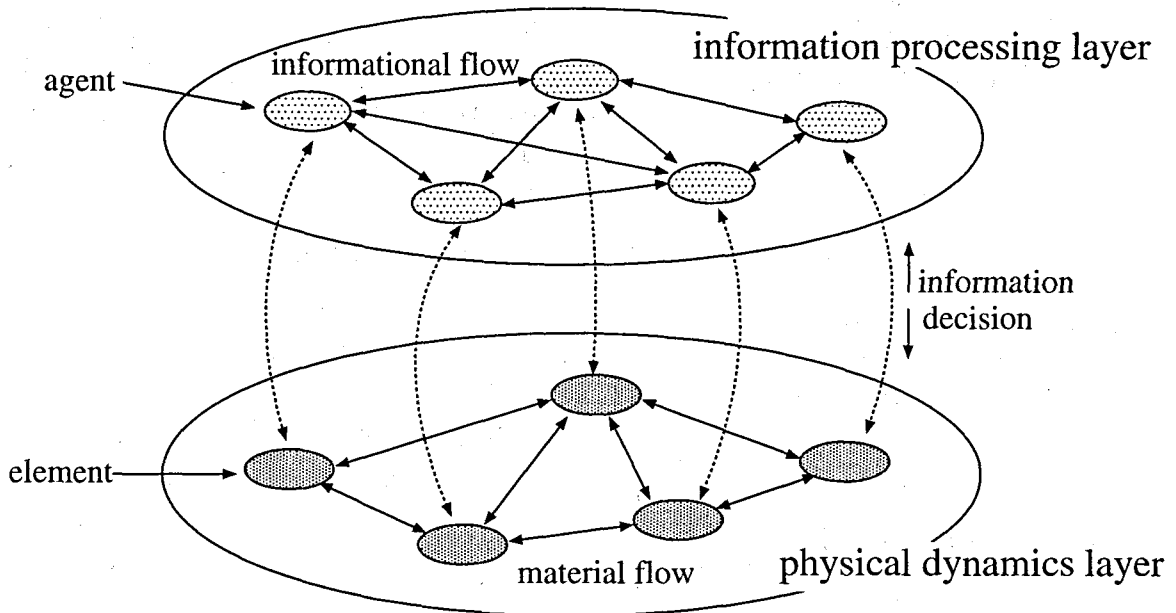 information processing layer
informational flow
agent
information
decision
element
material flow
physical dynamics layer